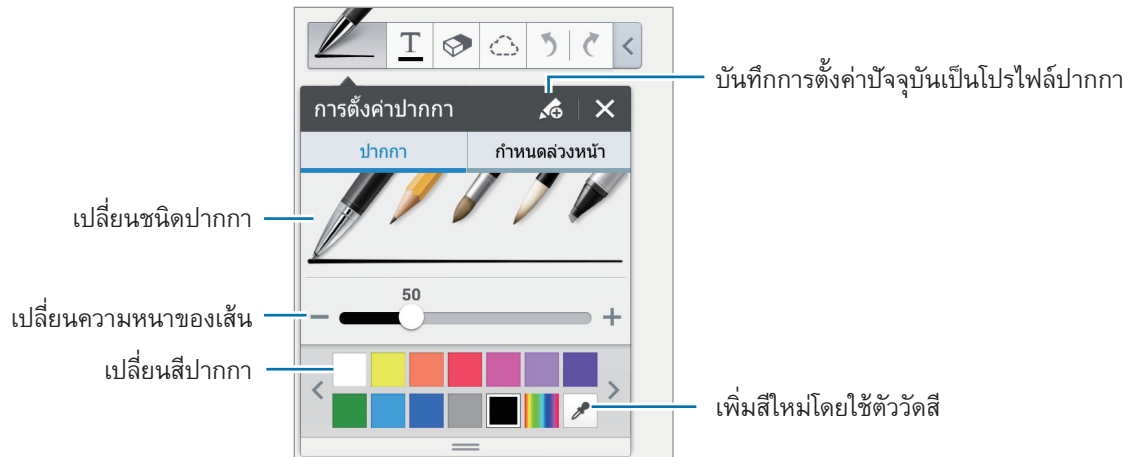 T
บันทึกการตั้งค่าปัจจุบันเป็นโปรไฟล์ปากกา
การตั้งค่าปากกา
ปากกา
กำหนดล่วงหน้า
เปลี่ยนชนิดปากกา
50
เปลี่ยนความหนาของเส้น
เปลี่ยนสีปากกา
เพิ่มสีใหม่โดยใช้ตัววัดสี